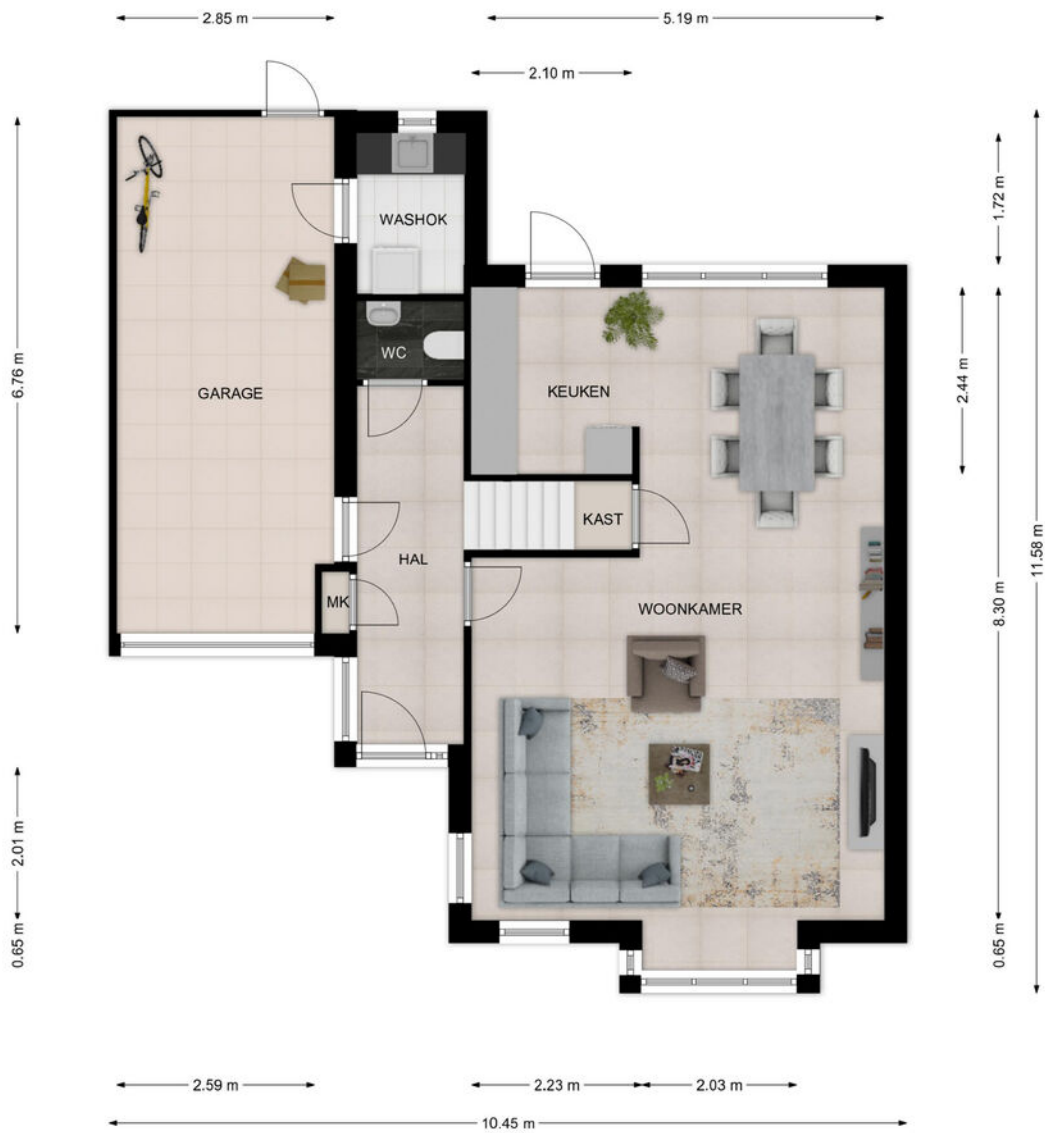 2.85 m
5.19 m
2.10 m
WASHOK
1.72 m
6.76 m
WC
GARAGE
KEUKEN
2.44 m
KAST
HAL
11.58 m
MK
WOONKAMER
8.30 m
2.01 m
0.65 m
0.65 m
2.59 m
2.23 m
2.03 m
10.45 m